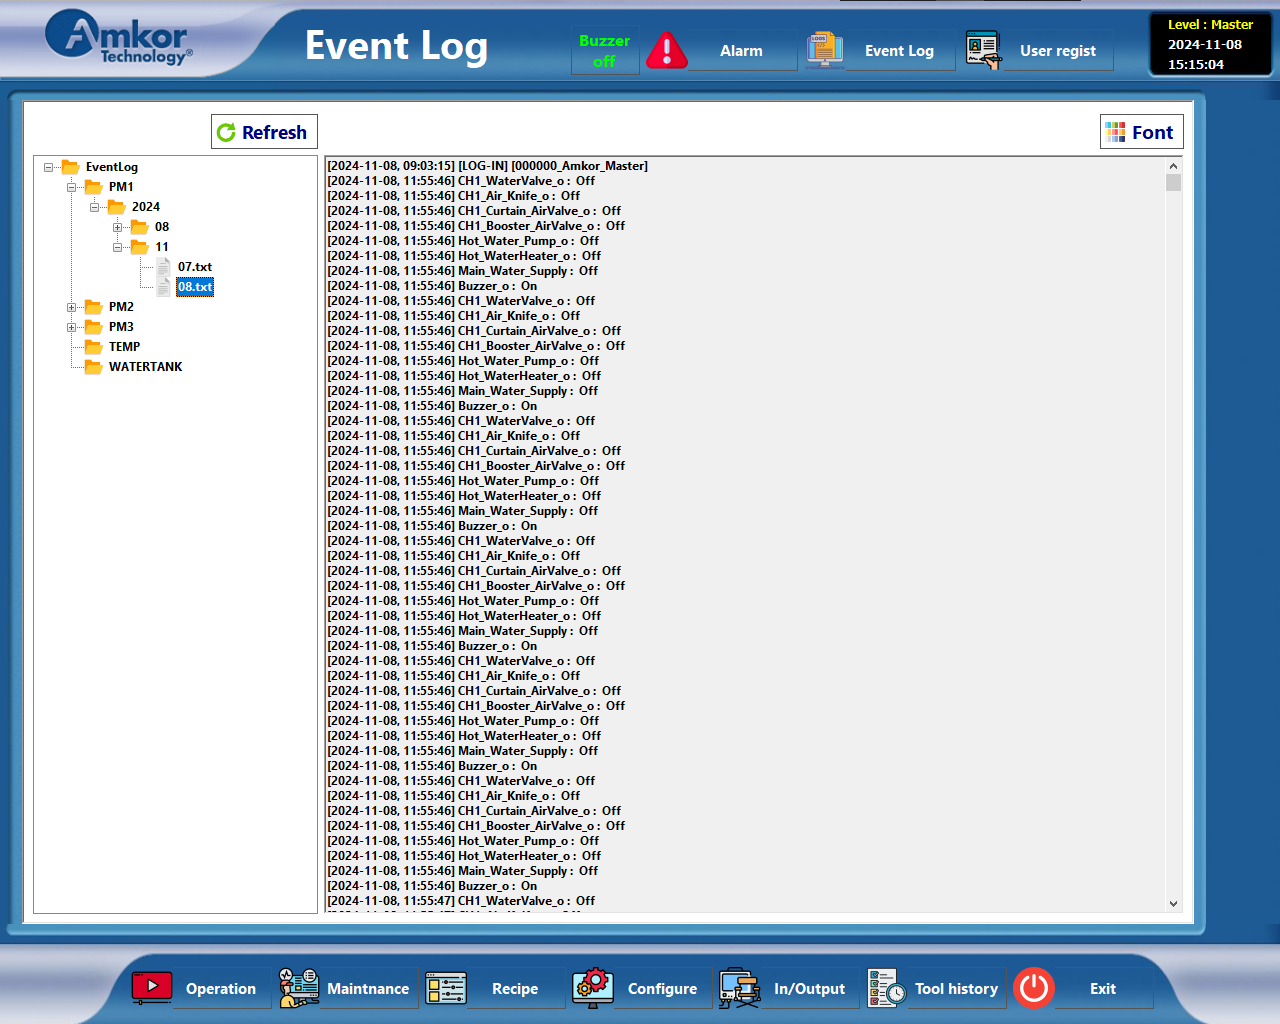 Amkor
Technology®
Event Log
Buzzer
off
Alarm
Event Log
User regist
Level : Master
2024-11-08
15:15:04
Refresh
Font
EventLog
PM1
2024
08
11
07.txt
08.txt
PM2
PM3
TEMP
WATERTANK
[2024-11-08, 09:03:15] [LOG-IN] [000000_Amkor_Master]
[2024-11-08, 11:55:46] CH1_WaterValve_o : Off
[2024-11-08, 11:55:46] CH1_Air_Knife_o : Off
[2024-11-08, 11:55:46] CH1_Curtain_AirValve_o : Off
[2024-11-08, 11:55:46] CH1_Booster_AirValve_o : Off
[2024-11-08, 11:55:46] Hot_Water_Pump_o : Off
[2024-11-08, 11:55:46] Hot_WaterHeater_o : Off
[2024-11-08, 11:55:46] Main_Water_Supply : Off
[2024-11-08, 11:55:46] Buzzer_o : On
[2024-11-08, 11:55:46] CH1_WaterValve_o : Off
[2024-11-08, 11:55:46] CH1_Air_Knife_o : Off
[2024-11-08, 11:55:46] CH1_Curtain_AirValve_o : Off
[2024-11-08, 11:55:46] CH1_Booster_AirValve_o : Off
[2024-11-08, 11:55:46] Hot_Water_Pump_o : Off
[2024-11-08, 11:55:46] Hot_WaterHeater_o : Off
[2024-11-08, 11:55:46] Main_Water_Supply : Off
[2024-11-08, 11:55:46] Buzzer_o : On
[2024-11-08, 11:55:46] CH1_WaterValve_o : Off
[2024-11-08, 11:55:46] CH1_Air_Knife_o : Off
[2024-11-08, 11:55:46] CH1_Curtain_AirValve_o : Off
[2024-11-08, 11:55:46] CH1_Booster_AirValve_o : Off
[2024-11-08, 11:55:46] Hot_Water_Pump_o : Off
[2024-11-08, 11:55:46] Hot_WaterHeater_o : Off
[2024-11-08, 11:55:46] Main_Water_Supply : Off
[2024-11-08, 11:55:46] Buzzer_o : On
[2024-11-08, 11:55:46] CH1_WaterValve_o : Off
[2024-11-08, 11:55:46] CH1_Air_Knife_o : Off
[2024-11-08, 11:55:46] CH1_Curtain_AirValve_o : Off
[2024-11-08, 11:55:46] CH1_Booster_AirValve_o : Off
[2024-11-08, 11:55:46] Hot_Water_Pump_o : Off
[2024-11-08, 11:55:46] Hot_WaterHeater_o : Off
[2024-11-08, 11:55:46] Main_Water_Supply : Off
[2024-11-08, 11:55:46] Buzzer_o : On
[2024-11-08, 11:55:46] CH1_WaterValve_o : Off
[2024-11-08, 11:55:46] CH1_Air_Knife_o : Off
[2024-11-08, 11:55:46] CH1_Curtain_AirValve_o : Off
[2024-11-08, 11:55:46] CH1_Booster_AirValve_o : Off
[2024-11-08, 11:55:46] Hot_Water_Pump_o : Off
[2024-11-08, 11:55:46] Hot_WaterHeater_o : Off
[2024-11-08, 11:55:46] Main_Water_Supply : Off
[2024-11-08, 11:55:46] Buzzer_o : On
[2024-11-08, 11:55:46] CH1_WaterValve_o : Off
[2024-11-08, 11:55:46] CH1_Air_Knife_o : Off
[2024-11-08, 11:55:46] CH1_Curtain_AirValve_o : Off
[2024-11-08, 11:55:46] CH1_Booster_AirValve_o : Off
[2024-11-08, 11:55:46] Hot_Water_Pump_o : Off
[2024-11-08, 11:55:46] Hot_WaterHeater_o : Off
[2024-11-08, 11:55:46] Main_Water_Supply : Off
[2024-11-08, 11:55:46] Buzzer_o : On
[2024-11-08, 11:55:47] CH1_WaterValve_o : Off
Operation
Maintnance
Recipe
Configure
In/Output
Tool history
Exit